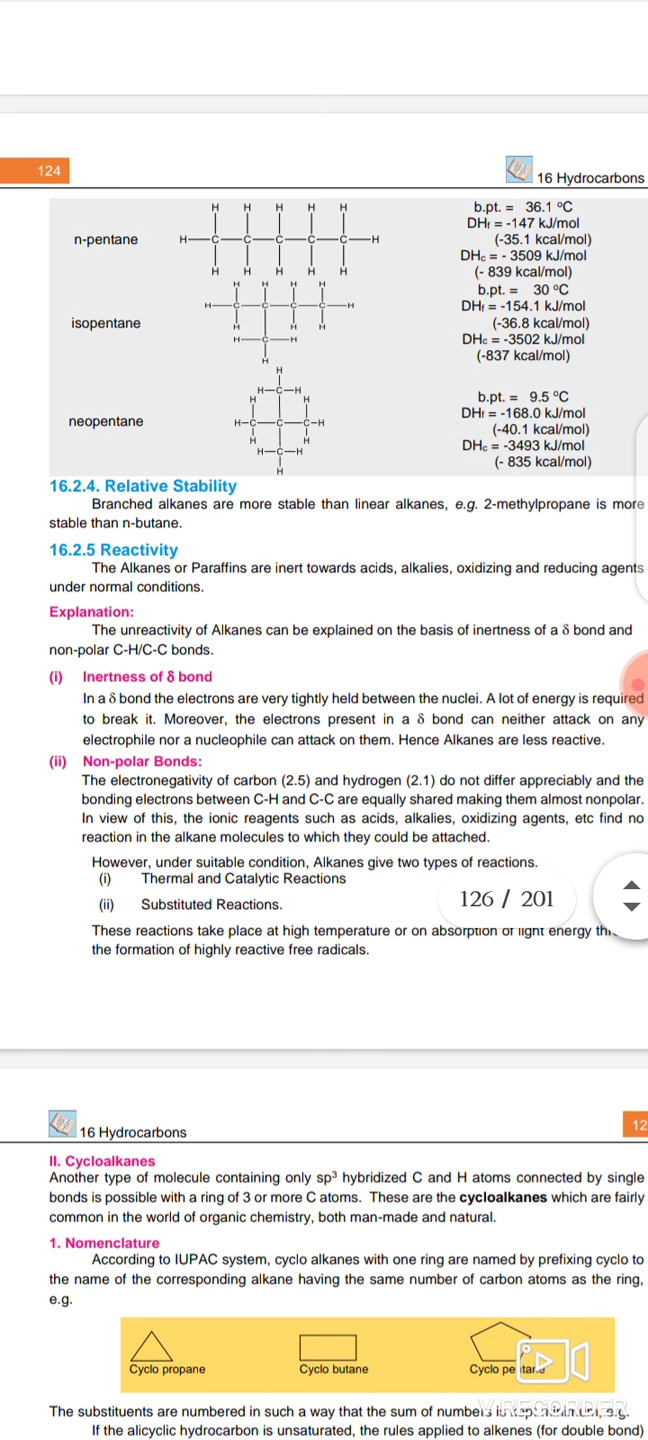 124
16 Hydrocarbons
H H H H H
n-pentane
H C C C C C H
H H H H H
b.pt. = 36.1 ºC
DHf = -147 kJ/mol
(-35.1 kcal/mol)
DHc = - 3509 kJ/mol
(- 839 kcal/mol)
H H H H
isopentane
H C C C C H
H H H
H C H
H
b.pt. = 30 ºC
DHf = -154.1 kJ/mol
(-36.8 kcal/mol)
DHc = -3502 kJ/mol
(-837 kcal/mol)
H
H-C-H
H H
neopentane
H-C C C-H
H H
H-C-H
H
b.pt. = 9.5 ºC
DHf = -168.0 kJ/mol
(-40.1 kcal/mol)
DHc = -3493 kJ/mol
(- 835 kcal/mol)
16.2.4. Relative Stability
Branched alkanes are more stable than linear alkanes, e.g. 2-methylpropane is more
stable than n-butane.
16.2.5 Reactivity
The Alkanes or Paraffins are inert towards acids, alkalies, oxidizing and reducing agents
under normal conditions.
Explanation:
The unreactivity of Alkanes can be explained on the basis of inertness of a δ bond and
non-polar C-H/C-C bonds.
(i) Inertness of δ bond
In a δ bond the electrons are very tightly held between the nuclei. A lot of energy is required
to break it. Moreover, the electrons present in a δ bond can neither attack on any
electrophile nor a nucleophile can attack on them. Hence Alkanes are less reactive.
(ii) Non-polar Bonds:
The electronegativity of carbon (2.5) and hydrogen (2.1) do not differ appreciably and the
bonding electrons between C-H and C-C are equally shared making them almost nonpolar.
In view of this, the ionic reagents such as acids, alkalies, oxidizing agents, etc find no
reaction in the alkane molecules to which they could be attached.
However, under suitable condition, Alkanes give two types of reactions.
(i) Thermal and Catalytic Reactions
(ii) Substituted Reactions.
126 / 201
These reactions take place at high temperature or on absorption of light energy
the formation of highly reactive free radicals.
16 Hydrocarbons
12
II. Cycloalkanes
Another type of molecule containing only sp³ hybridized C and H atoms connected by single
bonds is possible with a ring of 3 or more C atoms. These are the cycloalkanes which are fairly
common in the world of organic chemistry, both man-made and natural.
1. Nomenclature
According to IUPAC system, cyclo alkanes with one ring are named by prefixing cyclo to
the name of the corresponding alkane having the same number of carbon atoms as the ring,
e.g.
Cyclo propane Cyclo butane Cyclo pentane
The substituents are numbered in such a way that the sum of numbers is kept minimum, e.g.
V RECORDER
If the alicyclic hydrocarbon is unsaturated, the rules applied to alkenes (for double bond)